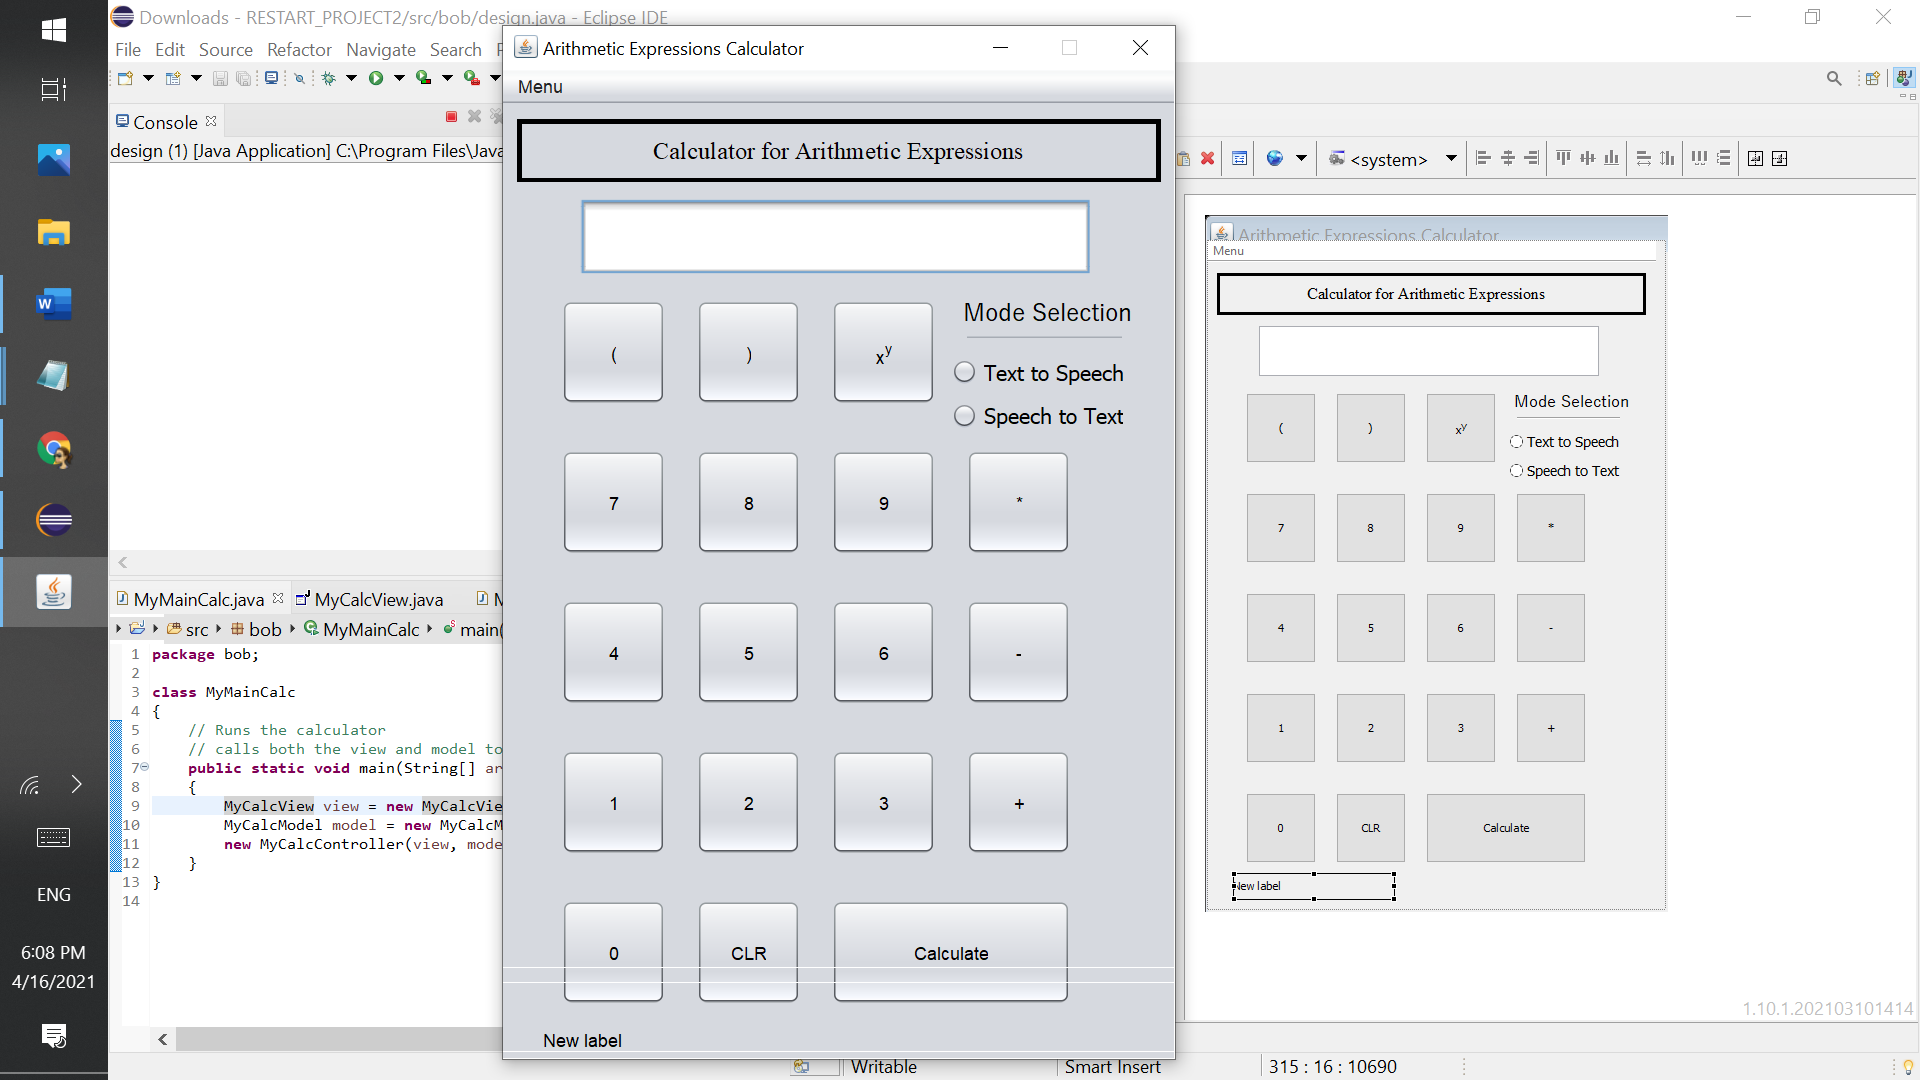 Downloads - RESTART_PROJECT2/src/bob/design.java - Eclipse IDE
File Edit Source Refactor Navigate Search
Console
design (1) [Java Application] C:\Program Files\Java
Arithmetic Expressions Calculator
Menu
Calculator for Arithmetic Expressions
( ) xy
Mode Selection
Text to Speech
Speech to Text
7 8 9 *
4 5 6 -
1 2 3 +
0 CLR Calculate
New label
<system>
Arithmetic Expressions Calculator
Menu
Calculator for Arithmetic Expressions
( ) xy
Mode Selection
Text to Speech
Speech to Text
7 8 9 *
4 5 6 -
1 2 3 +
0 CLR Calculate
New label
1.10.1.202103101414
MyMainCalc.java MyCalcView.java
src bob MyMainCalc main(
1 package bob;
2
3 class MyMainCalc
4 {
5 // Runs the calculator
6 // calls both the view and model to
7 public static void main(String[] ar
8 {
9 MyCalcView view = new MyCalcVie
10 MyCalcModel model = new MyCalcM
11 new MyCalcController(view, mode
12 }
13 }
14
Writable Smart Insert 315 : 16 : 10690
ENG
6:08 PM
4/16/2021